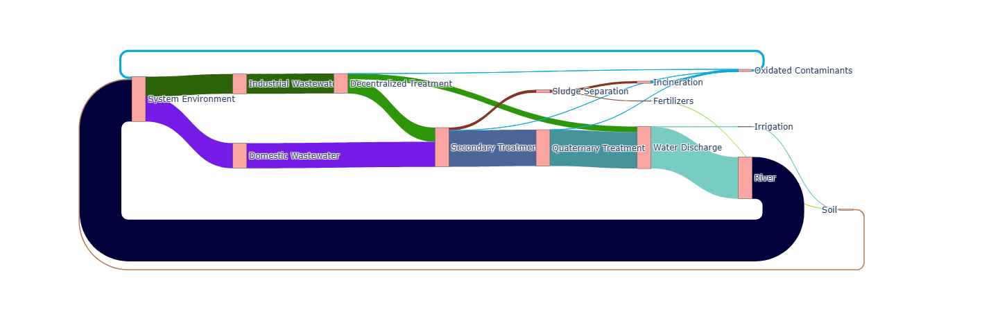 Oxidated Contaminants
Industrial Wastewate
Decentralized Treatment
Incineration
Sludge Separation
System Environment
Fertilizers
Irrigation
Secondary Treatmen
Quaternary Treatment
Water Discharge
Domestic Wastewater
River
Soil